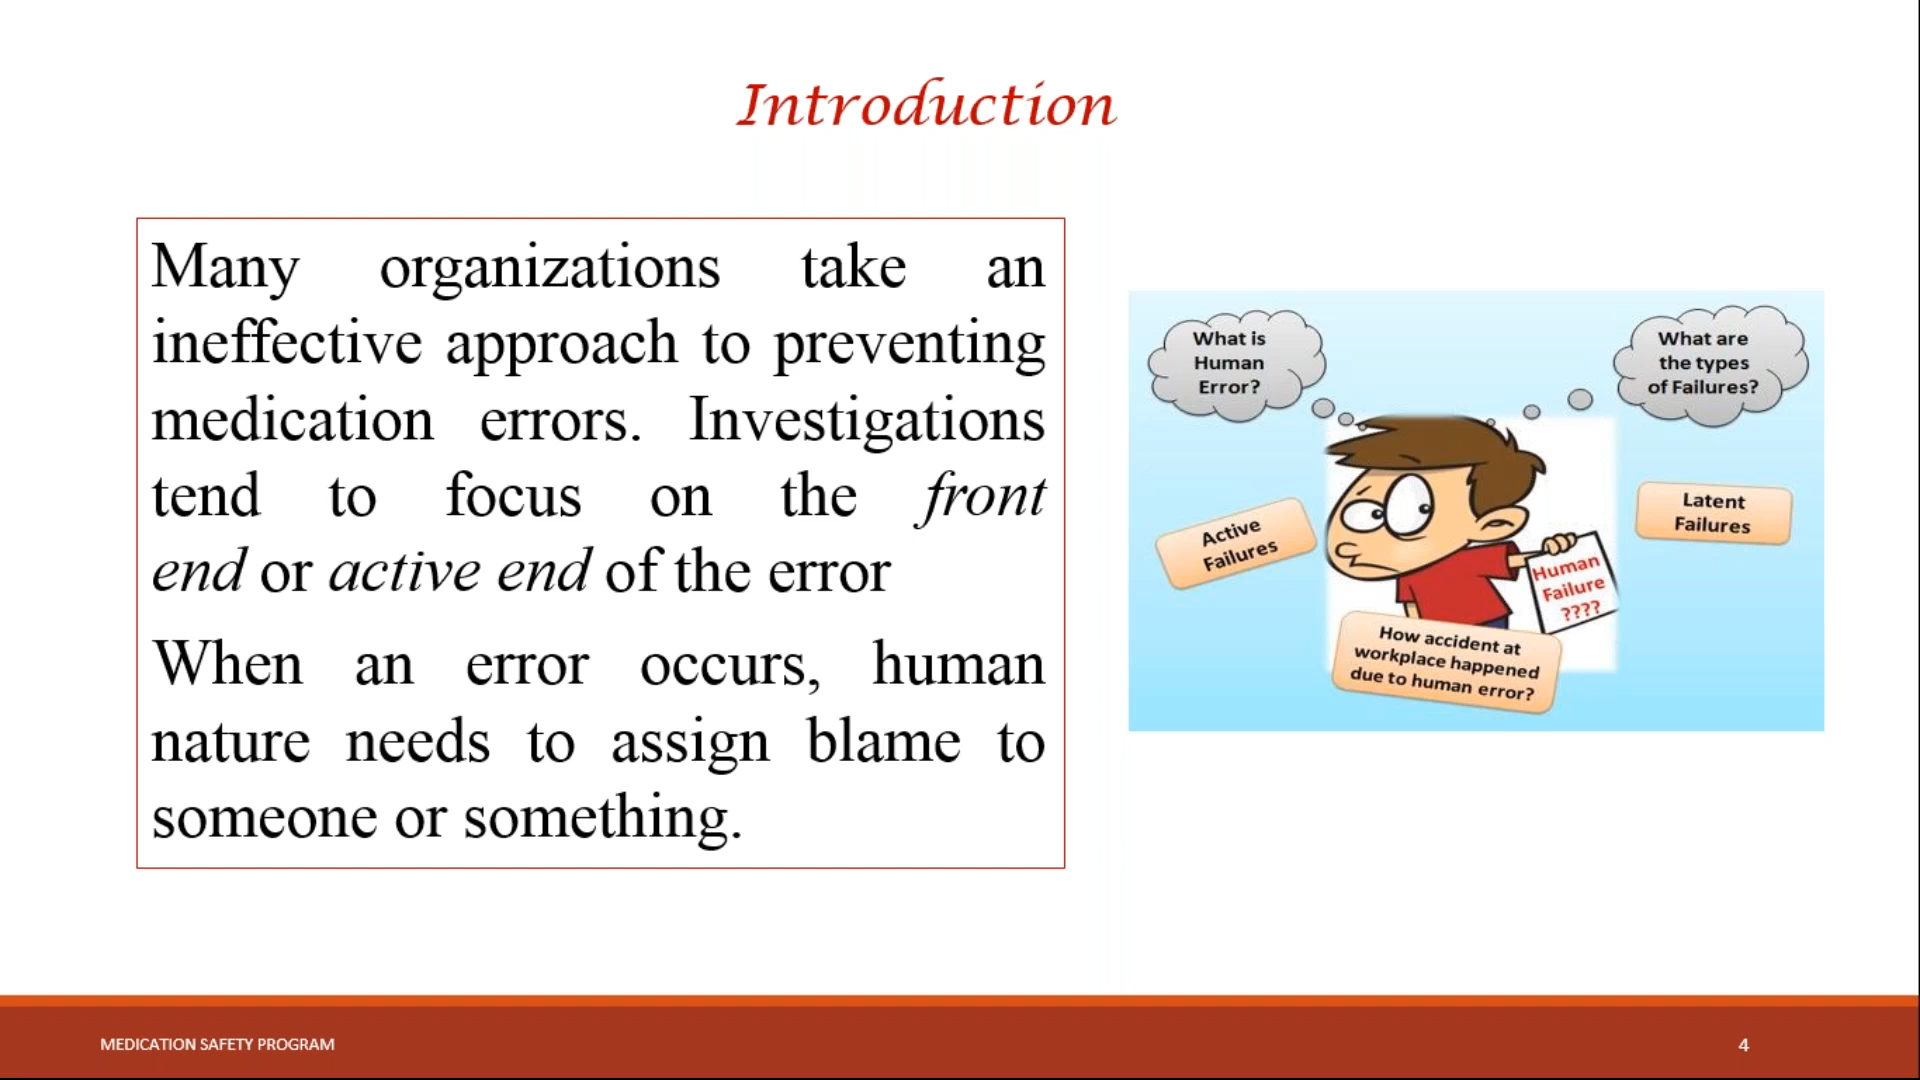 Introduction
Many organizations take an
ineffective approach to preventing
medication errors. Investigations
tend to focus on the front
end or active end of the error
When an error occurs, human
nature needs to assign blame to
someone or something.
What is
Human
Error?
What are
the types
of Failures?
Active
Failures
Latent
Failures
Human
Failure
????
How accident at
workplace happened
due to human error?
MEDICATION SAFETY PROGRAM
4